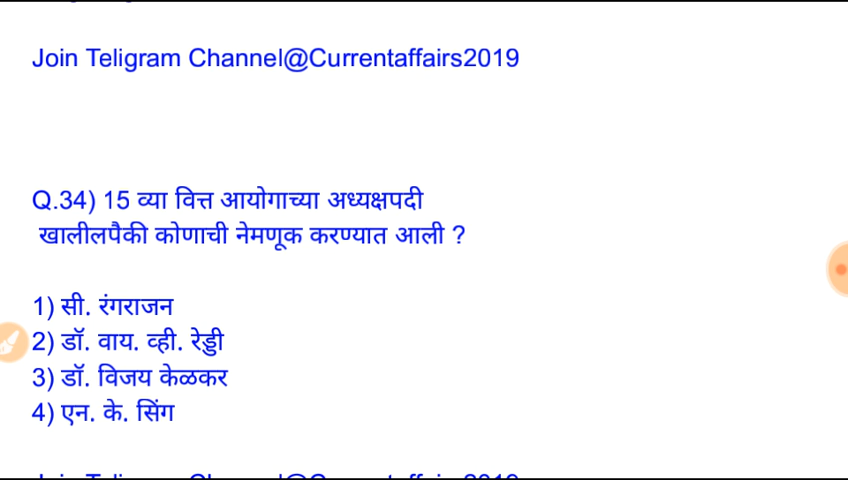 Join Teligram Channel@Currentaffairs2019
Q.34) 15 व्या वित्त आयोगाच्या अध्यक्षपदी
खालीलपैकी कोणाची नेमणूक करण्यात आली ?
1) सी. रंगराजन
2) डॉ. वाय. व्ही. रेड्डी
3) डॉ. विजय केळकर
4) एन. के. सिंग